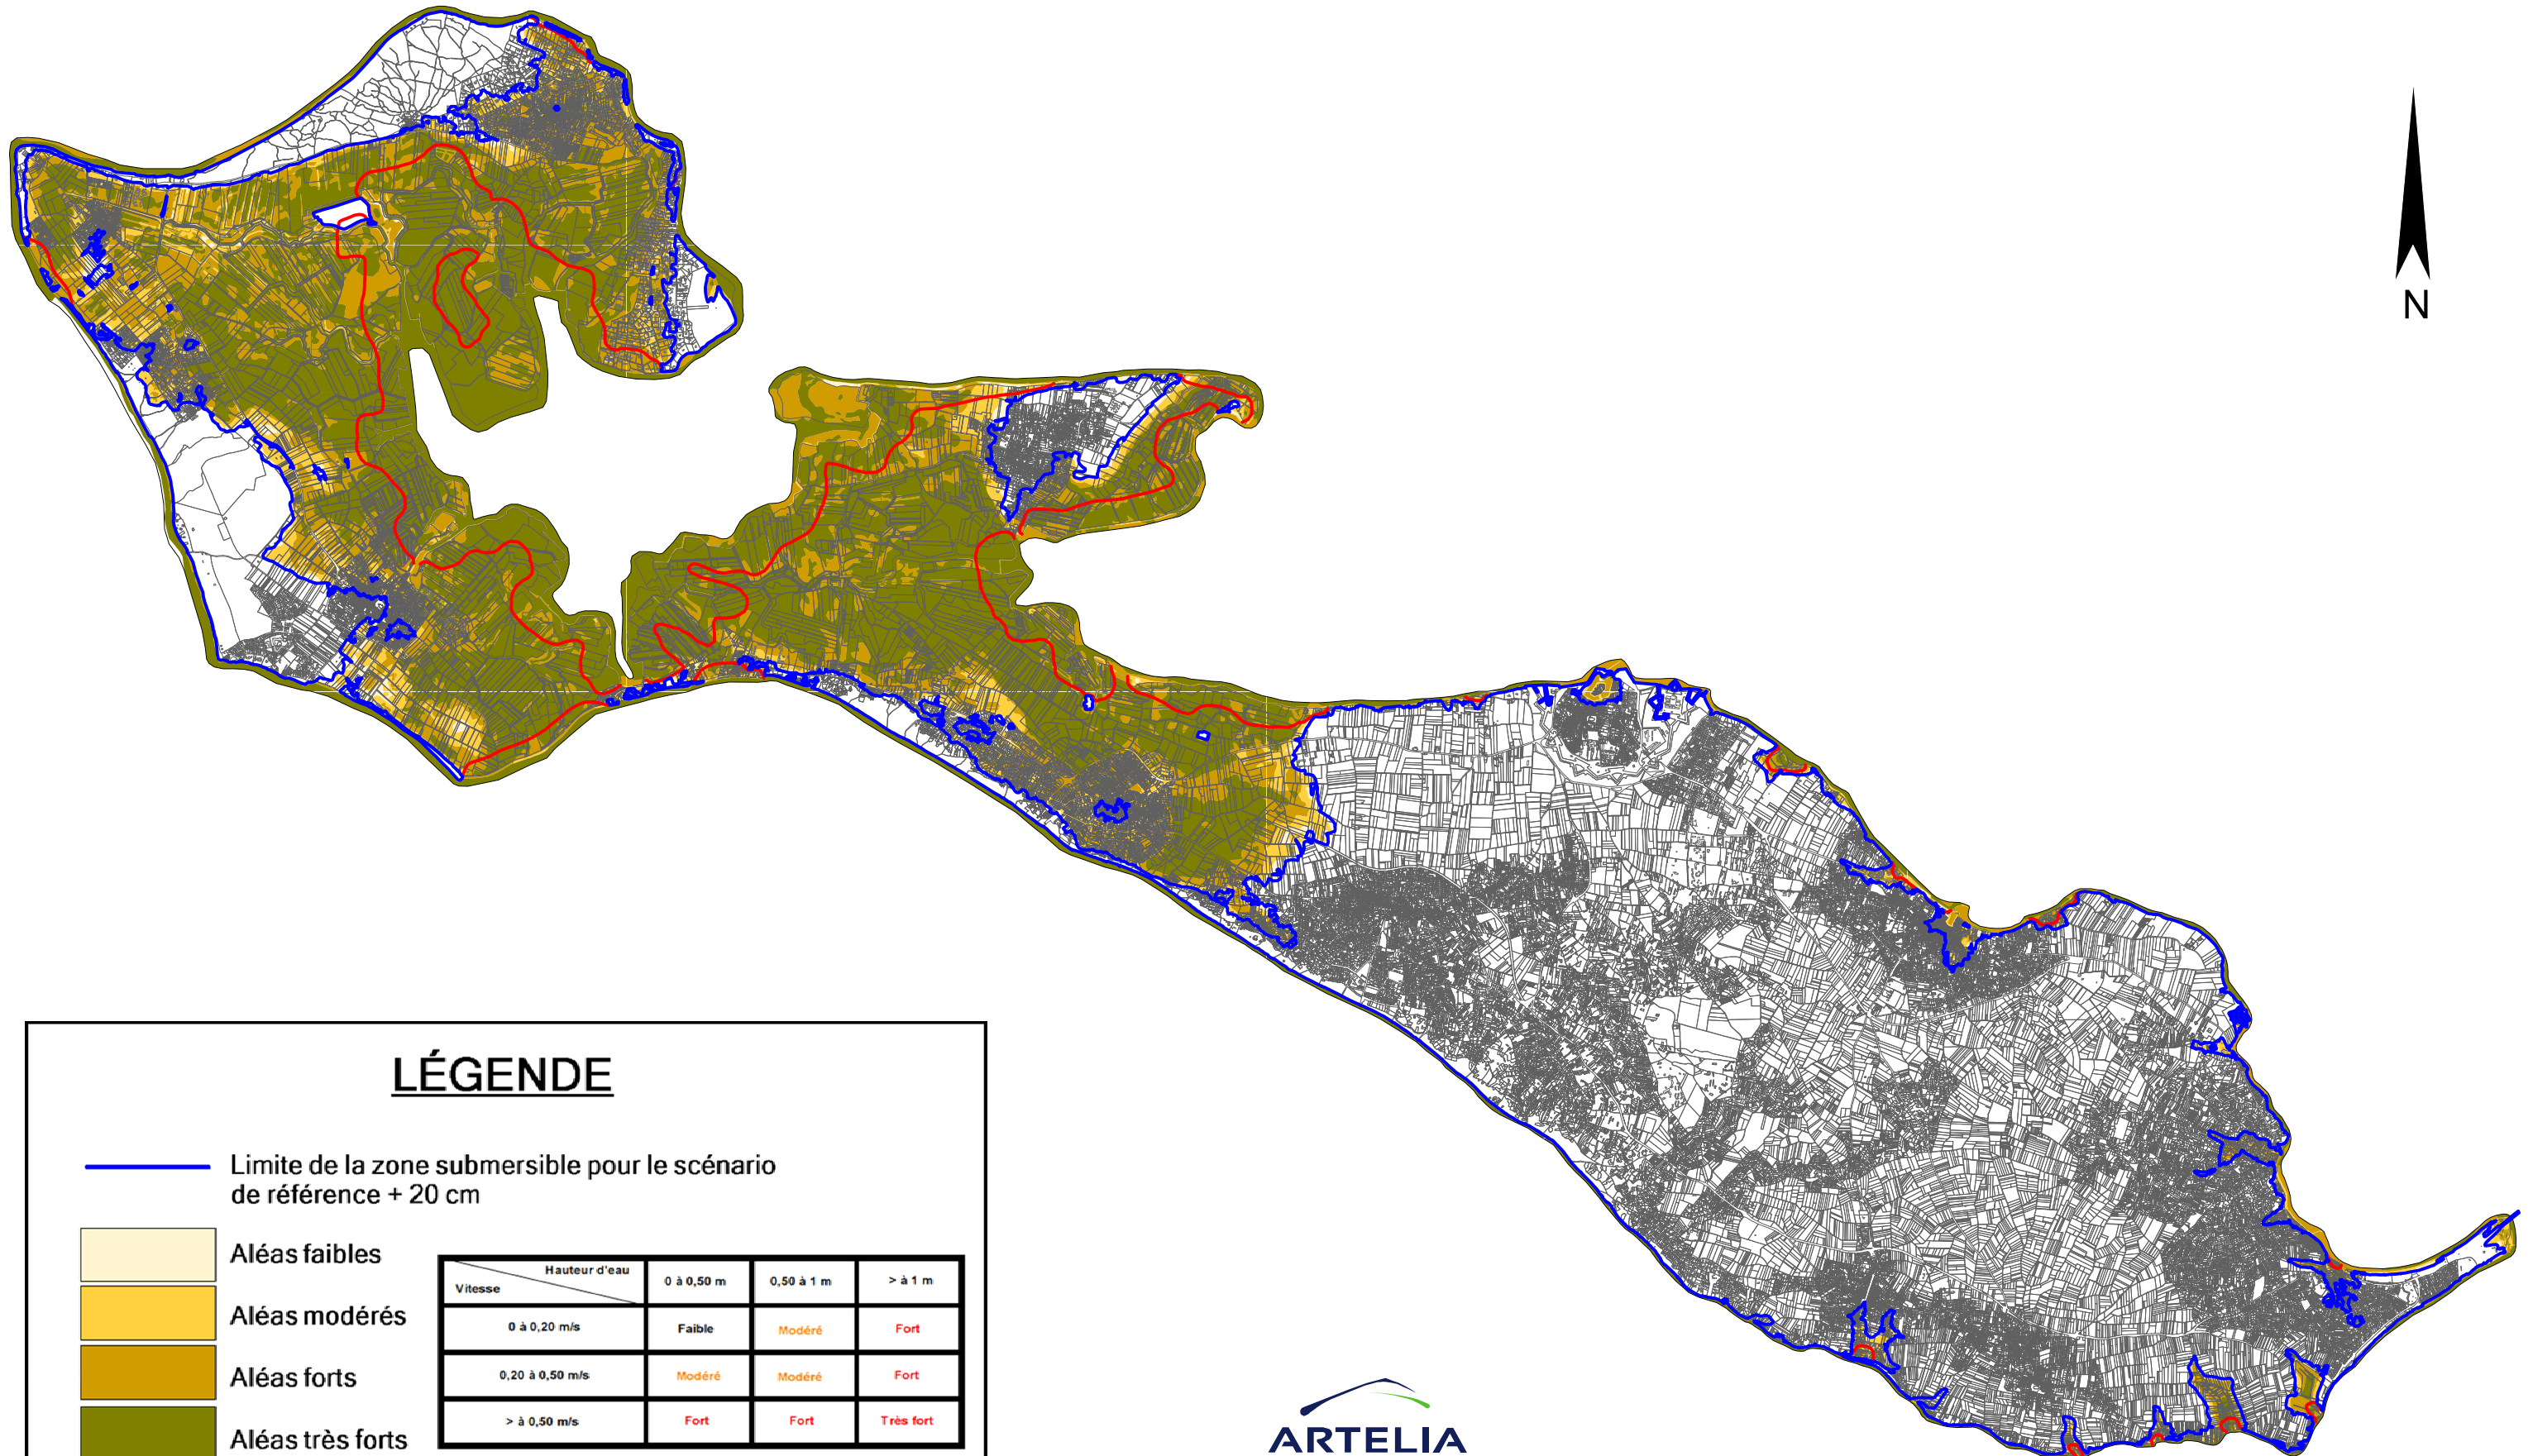 N
LÉGENDE
Limite de la zone submersible pour le scénario
de référence + 20 cm
Aléas faibles
Aléas modérés
Aléas forts
Aléas très forts
Hauteur d'eau
Vitesse
0 à 0,50 m
0,50 à 1 m
> à 1 m
0 à 0,20 m/s
Faible
Modéré
Fort
0,20 à 0,50 m/s
Modéré
Modéré
Fort
> à 0,50 m/s
Fort
Fort
Très fort
ARTELIA